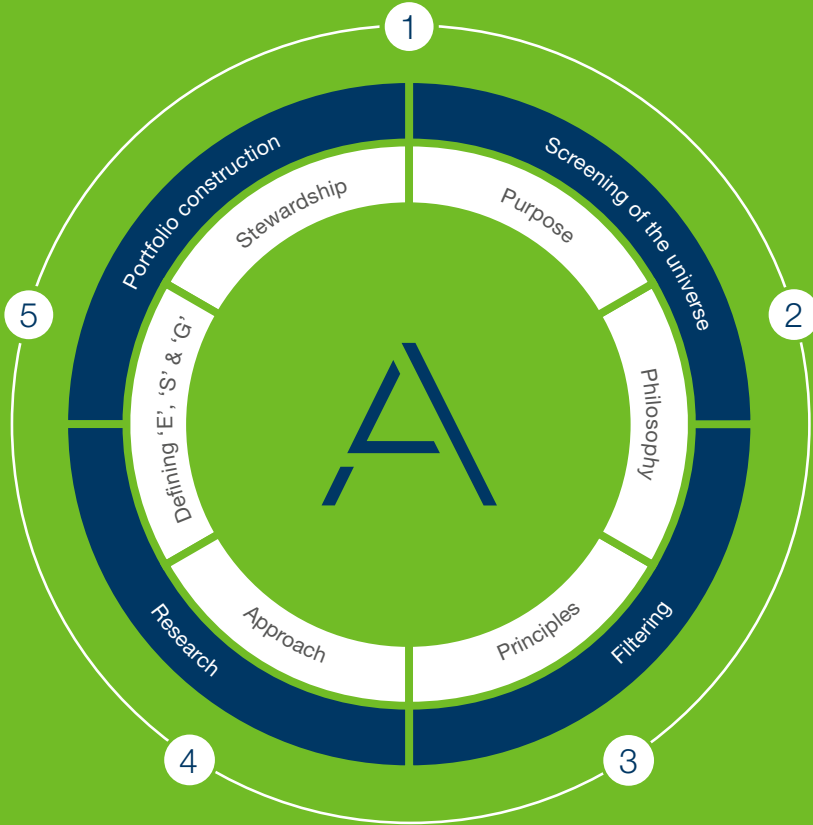 1
2
3
4
5
Screening of the universe
Filtering
Research
Portfolio construction
Purpose
Philosophy
Principles
Approach
Defining ‘E’, ‘S’ & ‘G’
Stewardship
A